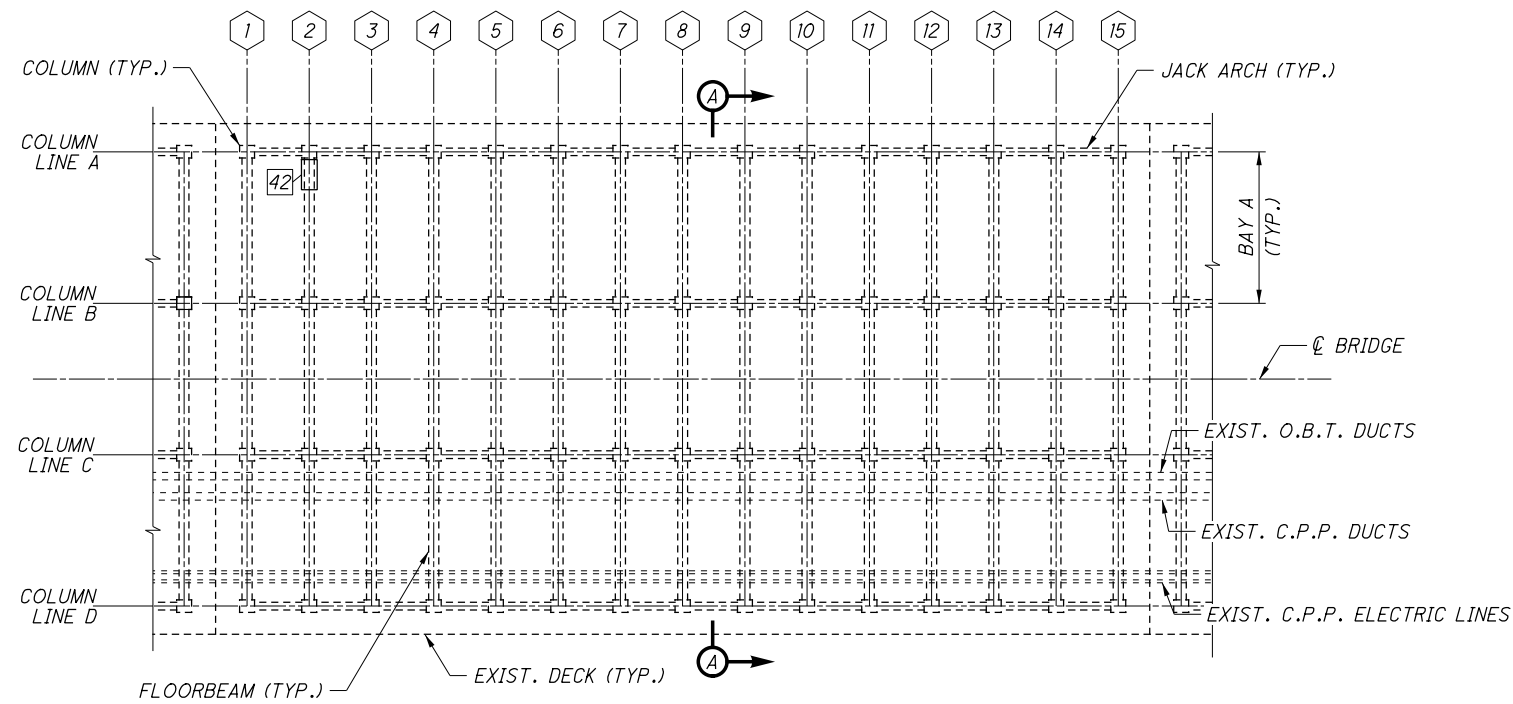 1 2 3 4 5 6 7 8 9 10 11 12 13 14 15
COLUMN (TYP.)
JACK ARCH (TYP.)
A
COLUMN
LINE A
42
BAY A
(TYP.)
COLUMN
LINE B
℄ BRIDGE
COLUMN
LINE C
EXIST. O.B.T. DUCTS
EXIST. C.P.P. DUCTS
COLUMN
LINE D
EXIST. C.P.P. ELECTRIC LINES
A
EXIST. DECK (TYP.)
FLOORBEAM (TYP.)